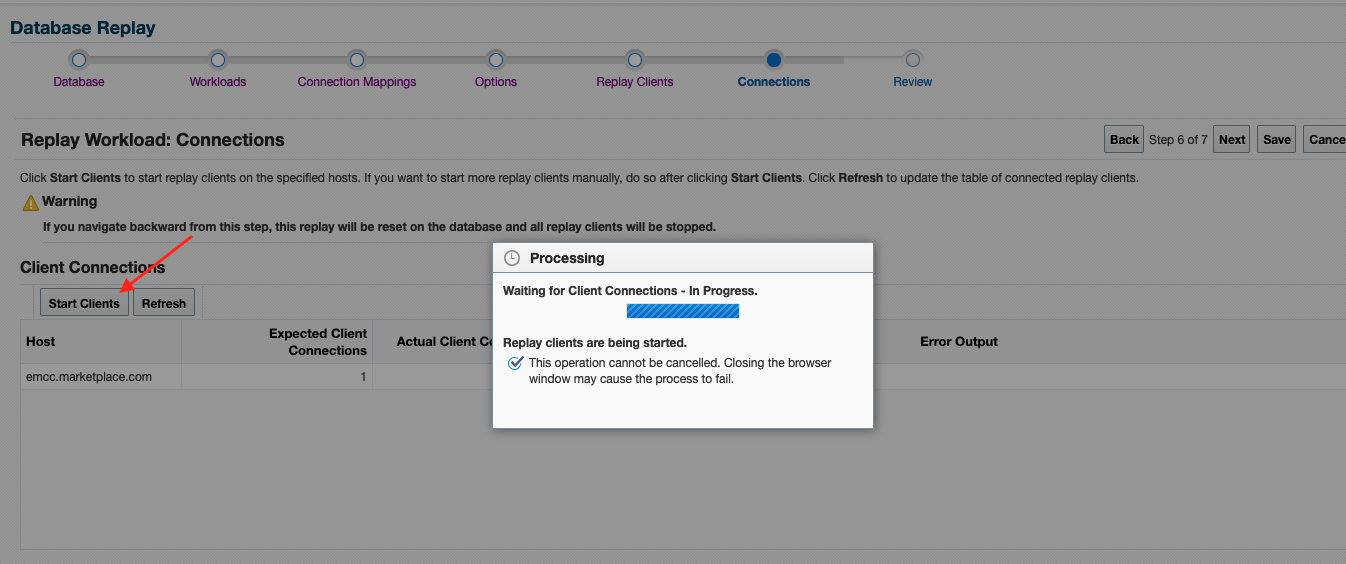 Database Replay
Database
Workloads
Connection Mappings
Options
Replay Clients
Connections
Review
Replay Workload: Connections
Back
Step 6 of 7
Next
Save
Click Start Clients to start replay clients on the specified hosts. If you want to start more replay clients manually, do so after clicking Start Clients. Click Refresh to update the table of connected replay clients.
Warning
If you navigate backward from this step, this replay will be reset on the database and all replay clients will be stopped.
Client Connections
Start Clients
Refresh
Host
Expected Client
Connections
Actual Client
Error Output
emcc.marketplace.com
1
Processing
Waiting for Client Connections - In Progress.
Replay clients are being started.
This operation cannot be cancelled. Closing the browser
window may cause the process to fail.